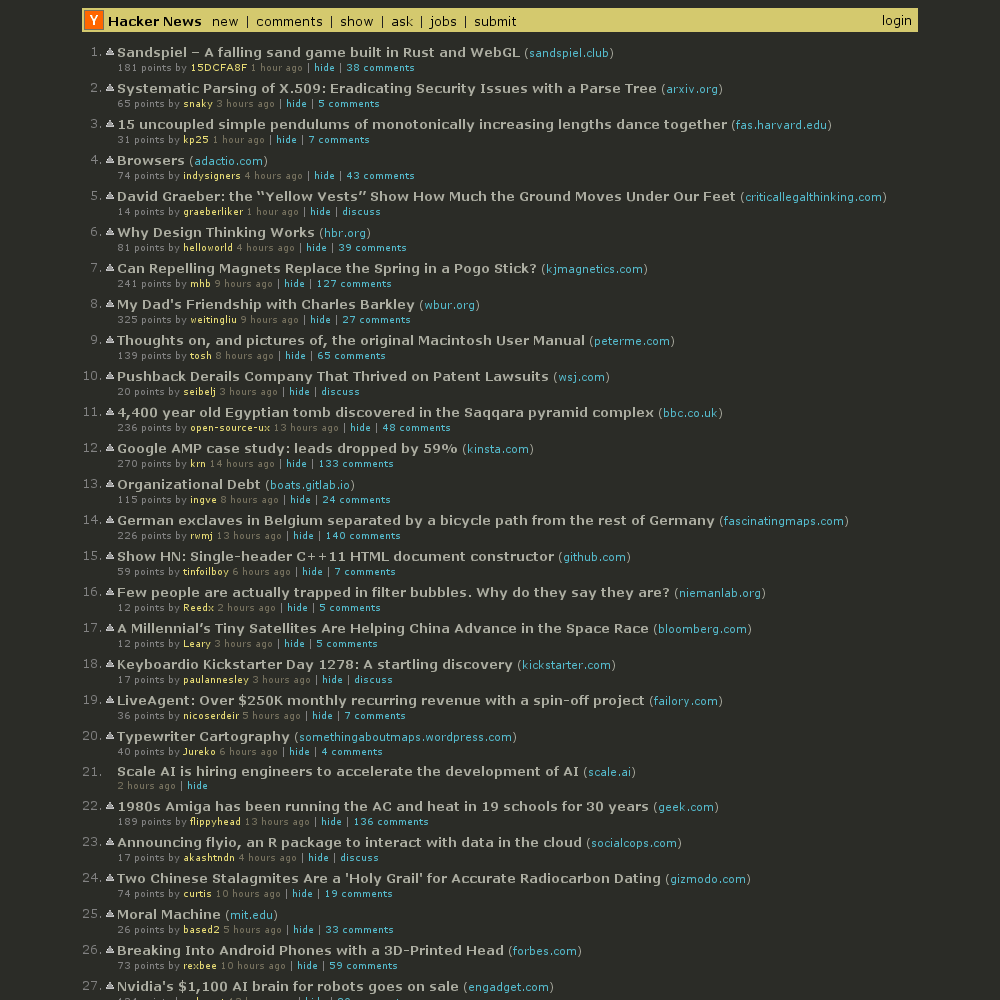 Y Hacker News new | comments | show | ask | jobs | submit login
1. Sandspiel – A falling sand game built in Rust and WebGL (sandspiel.club)
181 points by 15DCFA8F 1 hour ago | hide | 38 comments
2. Systematic Parsing of X.509: Eradicating Security Issues with a Parse Tree (arxiv.org)
65 points by snaky 3 hours ago | hide | 5 comments
3. 15 uncoupled simple pendulums of monotonically increasing lengths dance together (fas.harvard.edu)
31 points by kp25 1 hour ago | hide | 7 comments
4. Browsers (adactio.com)
74 points by indysigners 4 hours ago | hide | 43 comments
5. David Graeber: the “Yellow Vests” Show How Much the Ground Moves Under Our Feet (criticallegalthinking.com)
14 points by graeberliker 1 hour ago | hide | discuss
6. Why Design Thinking Works (hbr.org)
81 points by helloworld 4 hours ago | hide | 39 comments
7. Can Repelling Magnets Replace the Spring in a Pogo Stick? (kjmagnetics.com)
241 points by mhb 9 hours ago | hide | 127 comments
8. My Dad's Friendship with Charles Barkley (wbur.org)
325 points by weitingliu 9 hours ago | hide | 27 comments
9. Thoughts on, and pictures of, the original Macintosh User Manual (peterme.com)
139 points by tosh 8 hours ago | hide | 65 comments
10. Pushback Derails Company That Thrived on Patent Lawsuits (wsj.com)
20 points by seibelj 3 hours ago | hide | discuss
11. 4,400 year old Egyptian tomb discovered in the Saqqara pyramid complex (bbc.co.uk)
236 points by open-source-ux 13 hours ago | hide | 48 comments
12. Google AMP case study: leads dropped by 59% (kinsta.com)
270 points by krn 14 hours ago | hide | 133 comments
13. Organizational Debt (boats.gitlab.io)
115 points by ingve 8 hours ago | hide | 24 comments
14. German exclaves in Belgium separated by a bicycle path from the rest of Germany (fascinatingmaps.com)
226 points by rwmj 13 hours ago | hide | 140 comments
15. Show HN: Single-header C++11 HTML document constructor (github.com)
59 points by tinfoilboy 6 hours ago | hide | 7 comments
16. Few people are actually trapped in filter bubbles. Why do they say they are? (niemanlab.org)
12 points by Reedx 2 hours ago | hide | 5 comments
17. A Millennial’s Tiny Satellites Are Helping China Advance in the Space Race (bloomberg.com)
12 points by Leary 3 hours ago | hide | 5 comments
18. Keyboardio Kickstarter Day 1278: A startling discovery (kickstarter.com)
17 points by paulannesley 3 hours ago | hide | discuss
19. LiveAgent: Over $250K monthly recurring revenue with a spin-off project (failory.com)
36 points by nicoserdeir 5 hours ago | hide | 7 comments
20. Typewriter Cartography (somethingaboutmaps.wordpress.com)
40 points by Jureko 6 hours ago | hide | 4 comments
21. Scale AI is hiring engineers to accelerate the development of AI (scale.ai)
2 hours ago | hide
22. 1980s Amiga has been running the AC and heat in 19 schools for 30 years (geek.com)
189 points by flippyhead 13 hours ago | hide | 136 comments
23. Announcing flyio, an R package to interact with data in the cloud (socialcops.com)
17 points by akashtndn 4 hours ago | hide | discuss
24. Two Chinese Stalagmites Are a 'Holy Grail' for Accurate Radiocarbon Dating (gizmodo.com)
74 points by curtis 10 hours ago | hide | 19 comments
25. Moral Machine (mit.edu)
26 points by based2 5 hours ago | hide | 33 comments
26. Breaking Into Android Phones with a 3D-Printed Head (forbes.com)
73 points by rexbee 10 hours ago | hide | 59 comments
27. Nvidia's $1,100 AI brain for robots goes on sale (engadget.com)